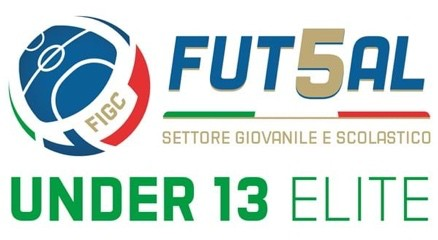 FIGC
FUT5AL
SETTORE GIOVANILE E SCOLASTICO
UNDER 13 ELITE